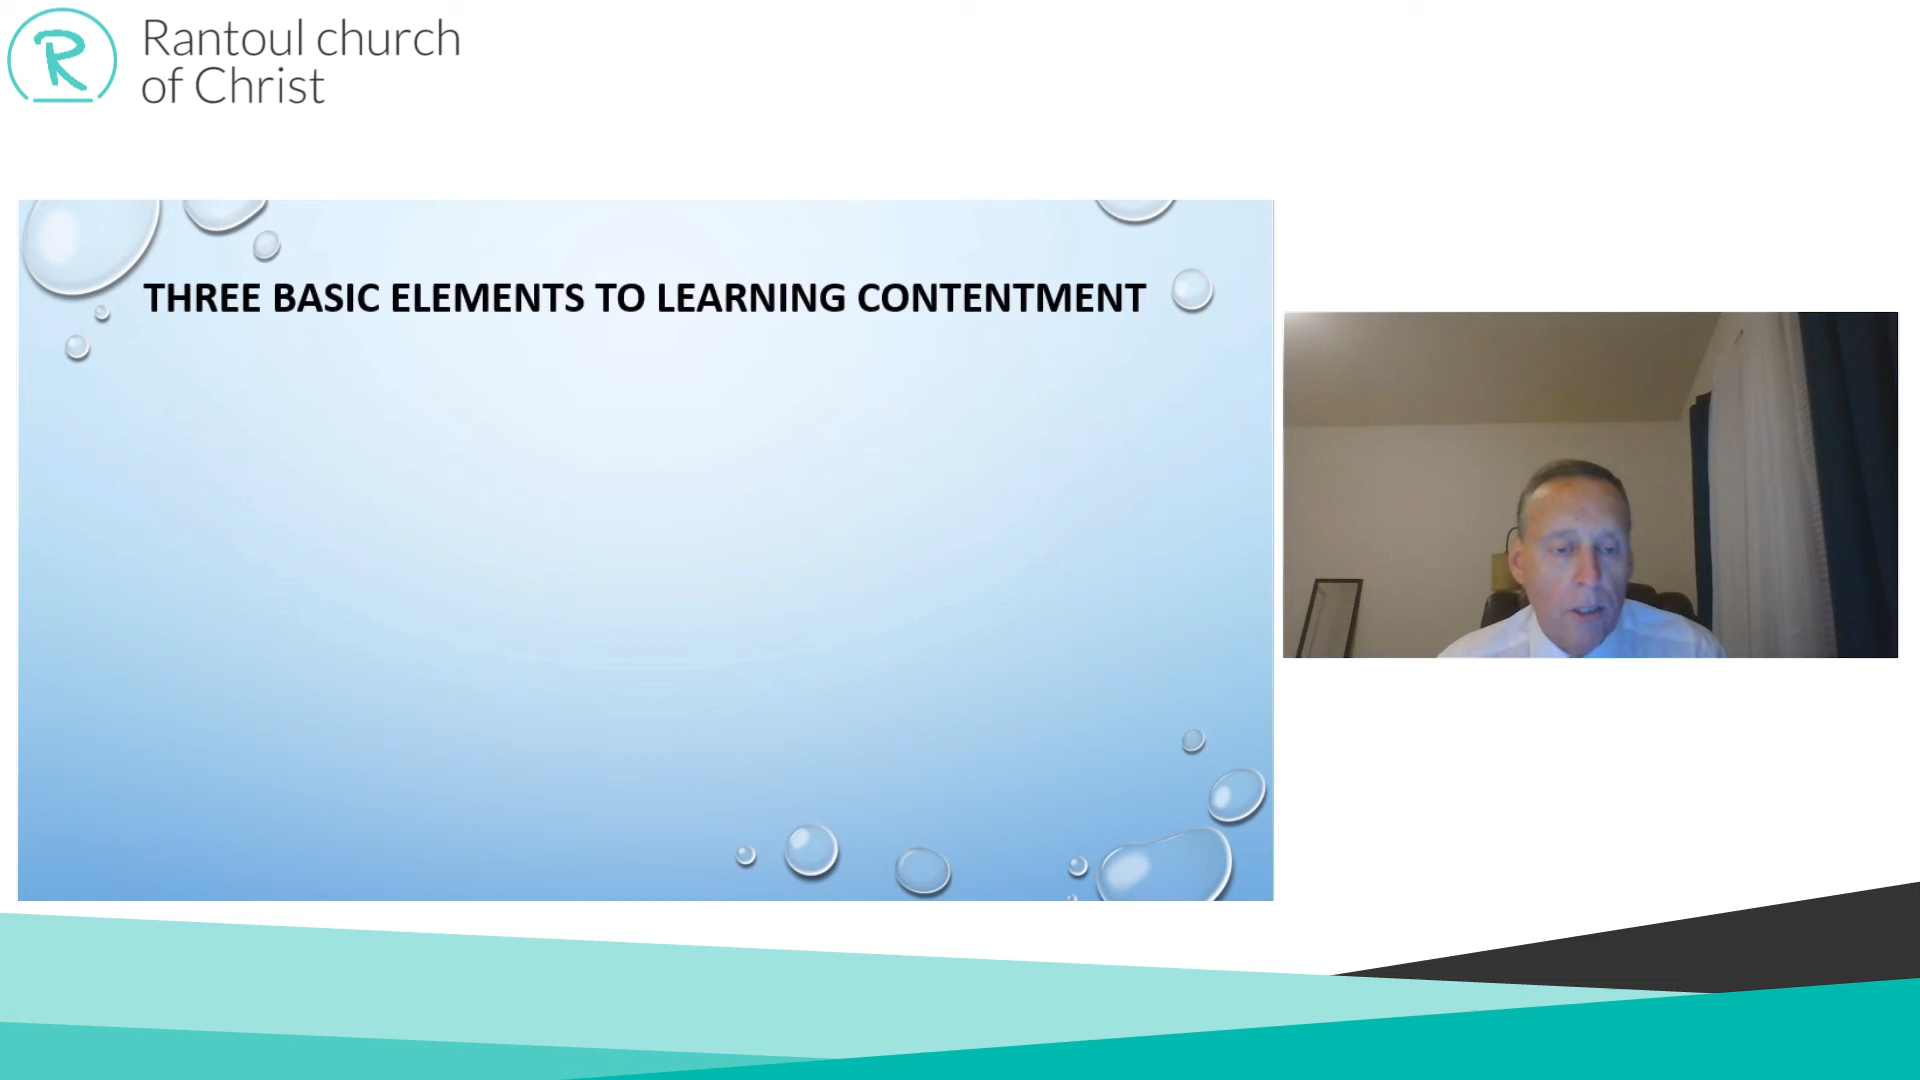 Rantoul church
of Christ
THREE BASIC ELEMENTS TO LEARNING CONTENTMENT